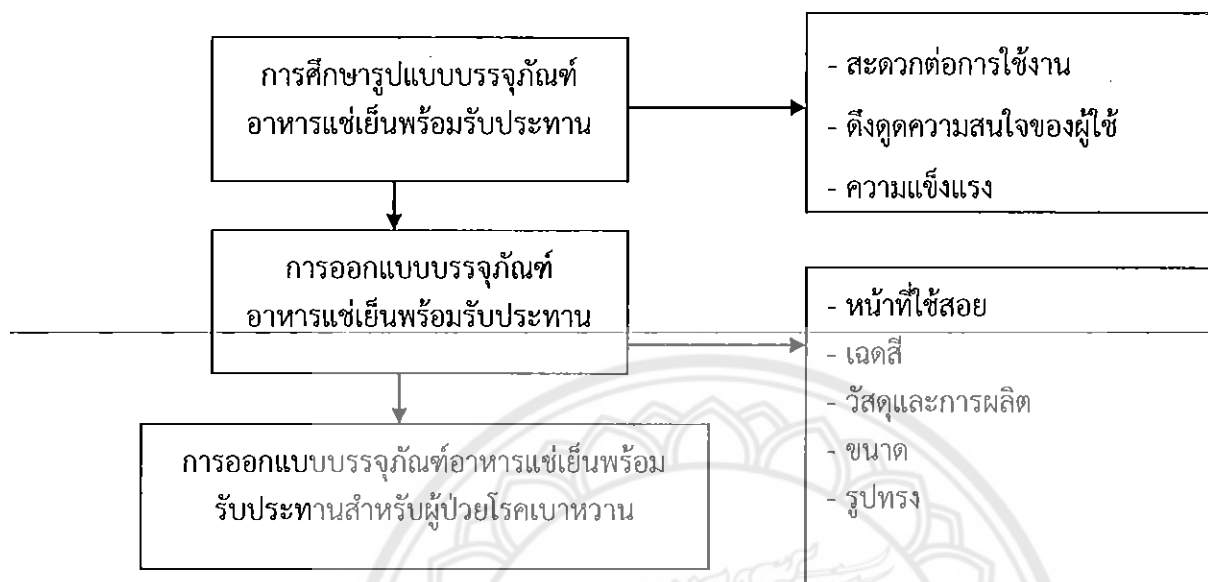 การศึกษารูปแบบบรรจุภัณฑ์
อาหารแช่เย็นพร้อมรับประทาน
- สะดวกต่อการใช้งาน
- ดึงดูดความสนใจของผู้ใช้
- ความแข็งแรง
การออกแบบบรรจุภัณฑ์
อาหารแช่เย็นพร้อมรับประทาน
- หน้าที่ใช้สอย
- เฉดสี
- วัสดุและการผลิต
- ขนาด
- รูปทรง
การออกแบบบรรจุภัณฑ์อาหารแช่เย็นพร้อม
รับประทานสำหรับผู้ป่วยโรคเบาหวาน